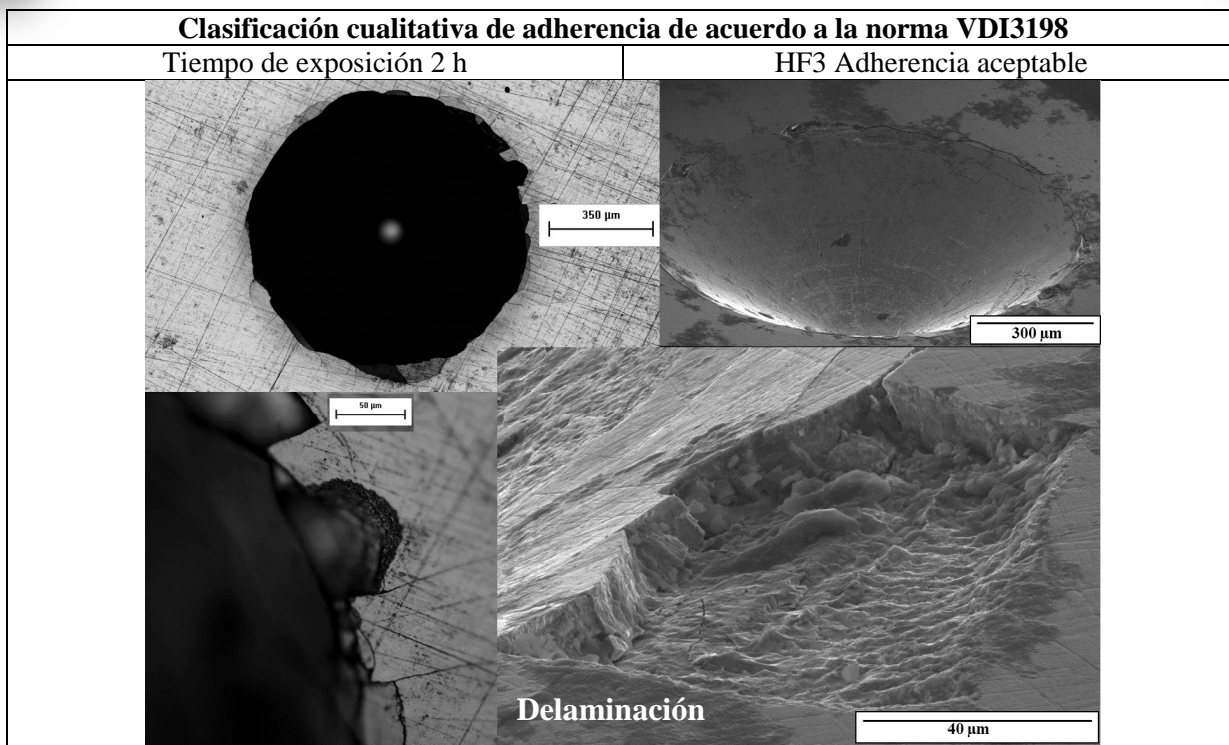 Clasificación cualitativa de adherencia de acuerdo a la norma VDI3198
Tiempo de exposición 2 h
HF3 Adherencia aceptable
350 µm
300 µm
50 µm
Delaminación
40 µm